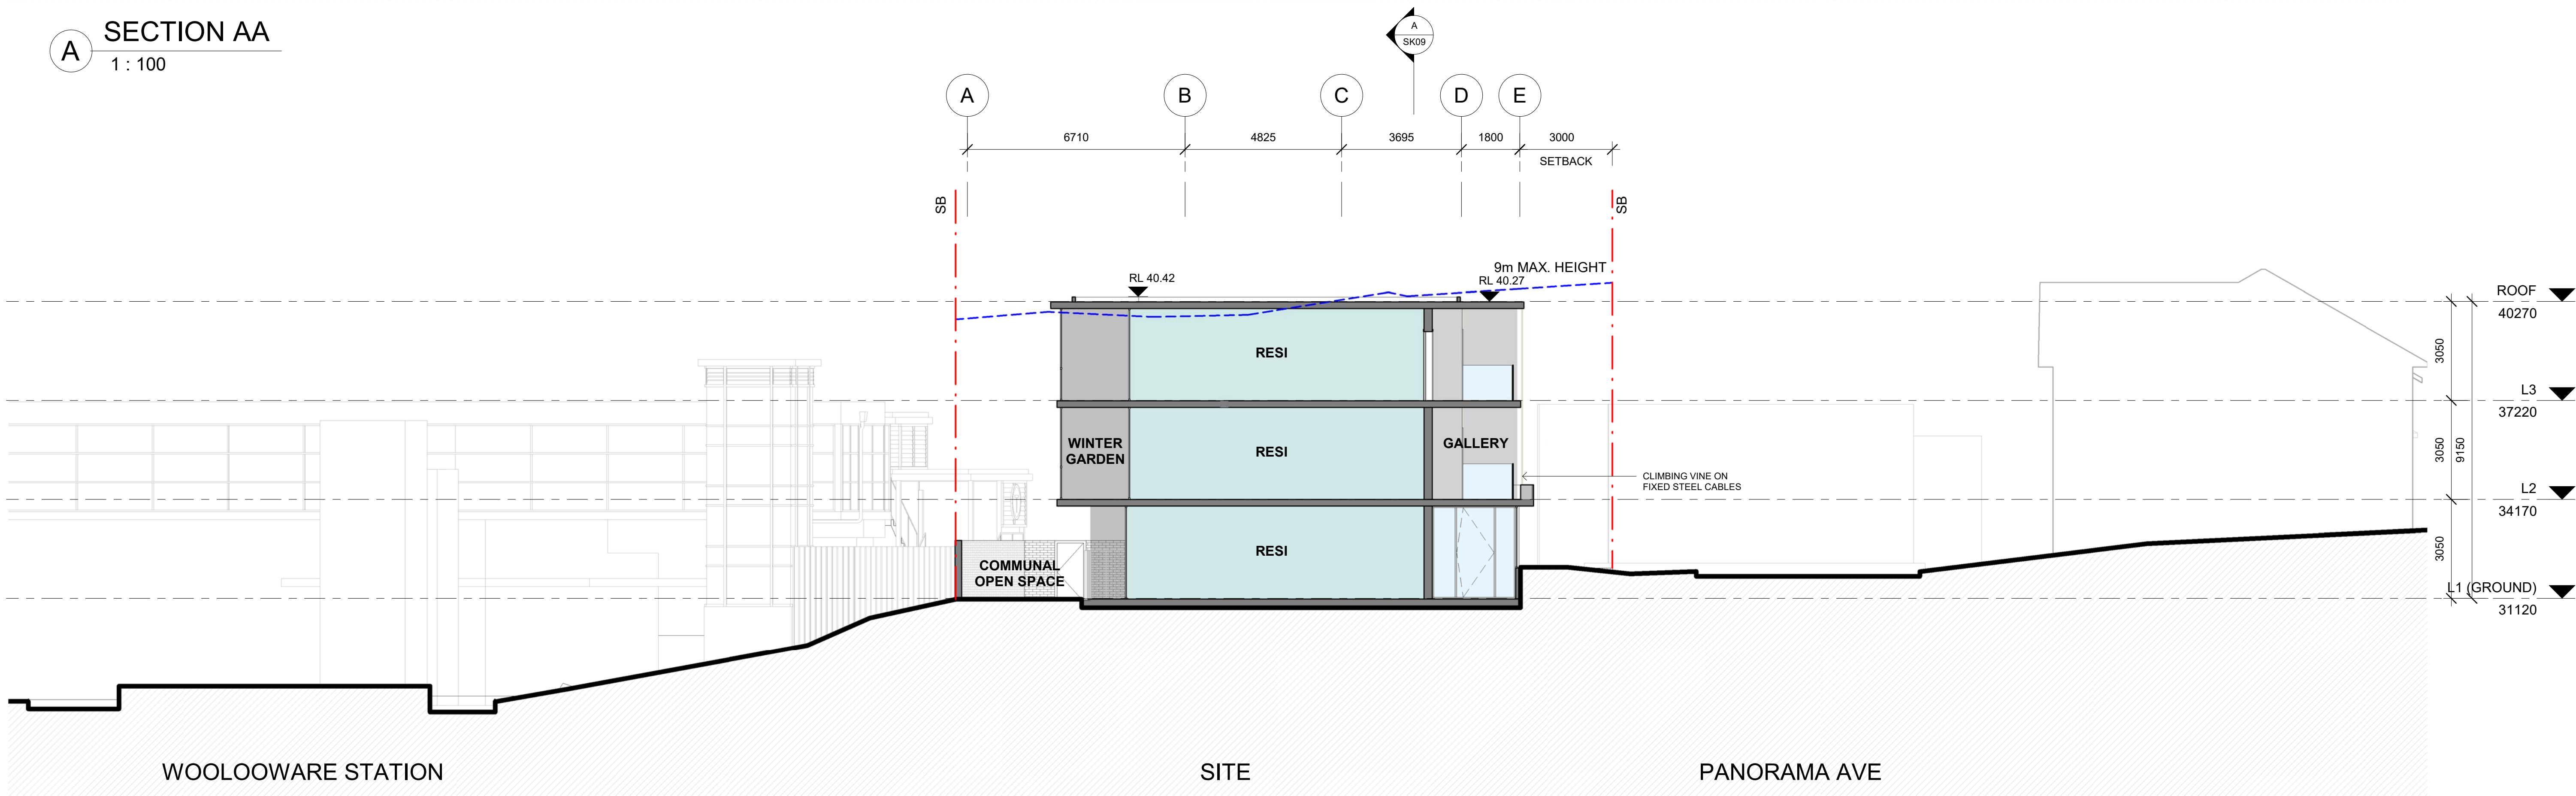 A
SECTION AA
1 : 100
A
SK09
A
B
C
D
E
6710
4825
3695
1800
3000
SETBACK
SB
SB
9m MAX. HEIGHT
RL 40.42
RL 40.27
ROOF
40270
RESI
3050
L3
37220
WINTER
GARDEN
RESI
GALLERY
3050
9150
CLIMBING VINE ON
FIXED STEEL CABLES
L2
34170
RESI
3050
COMMUNAL
OPEN SPACE
L1 (GROUND)
31120
WOOLOOWARE STATION
SITE
PANORAMA AVE